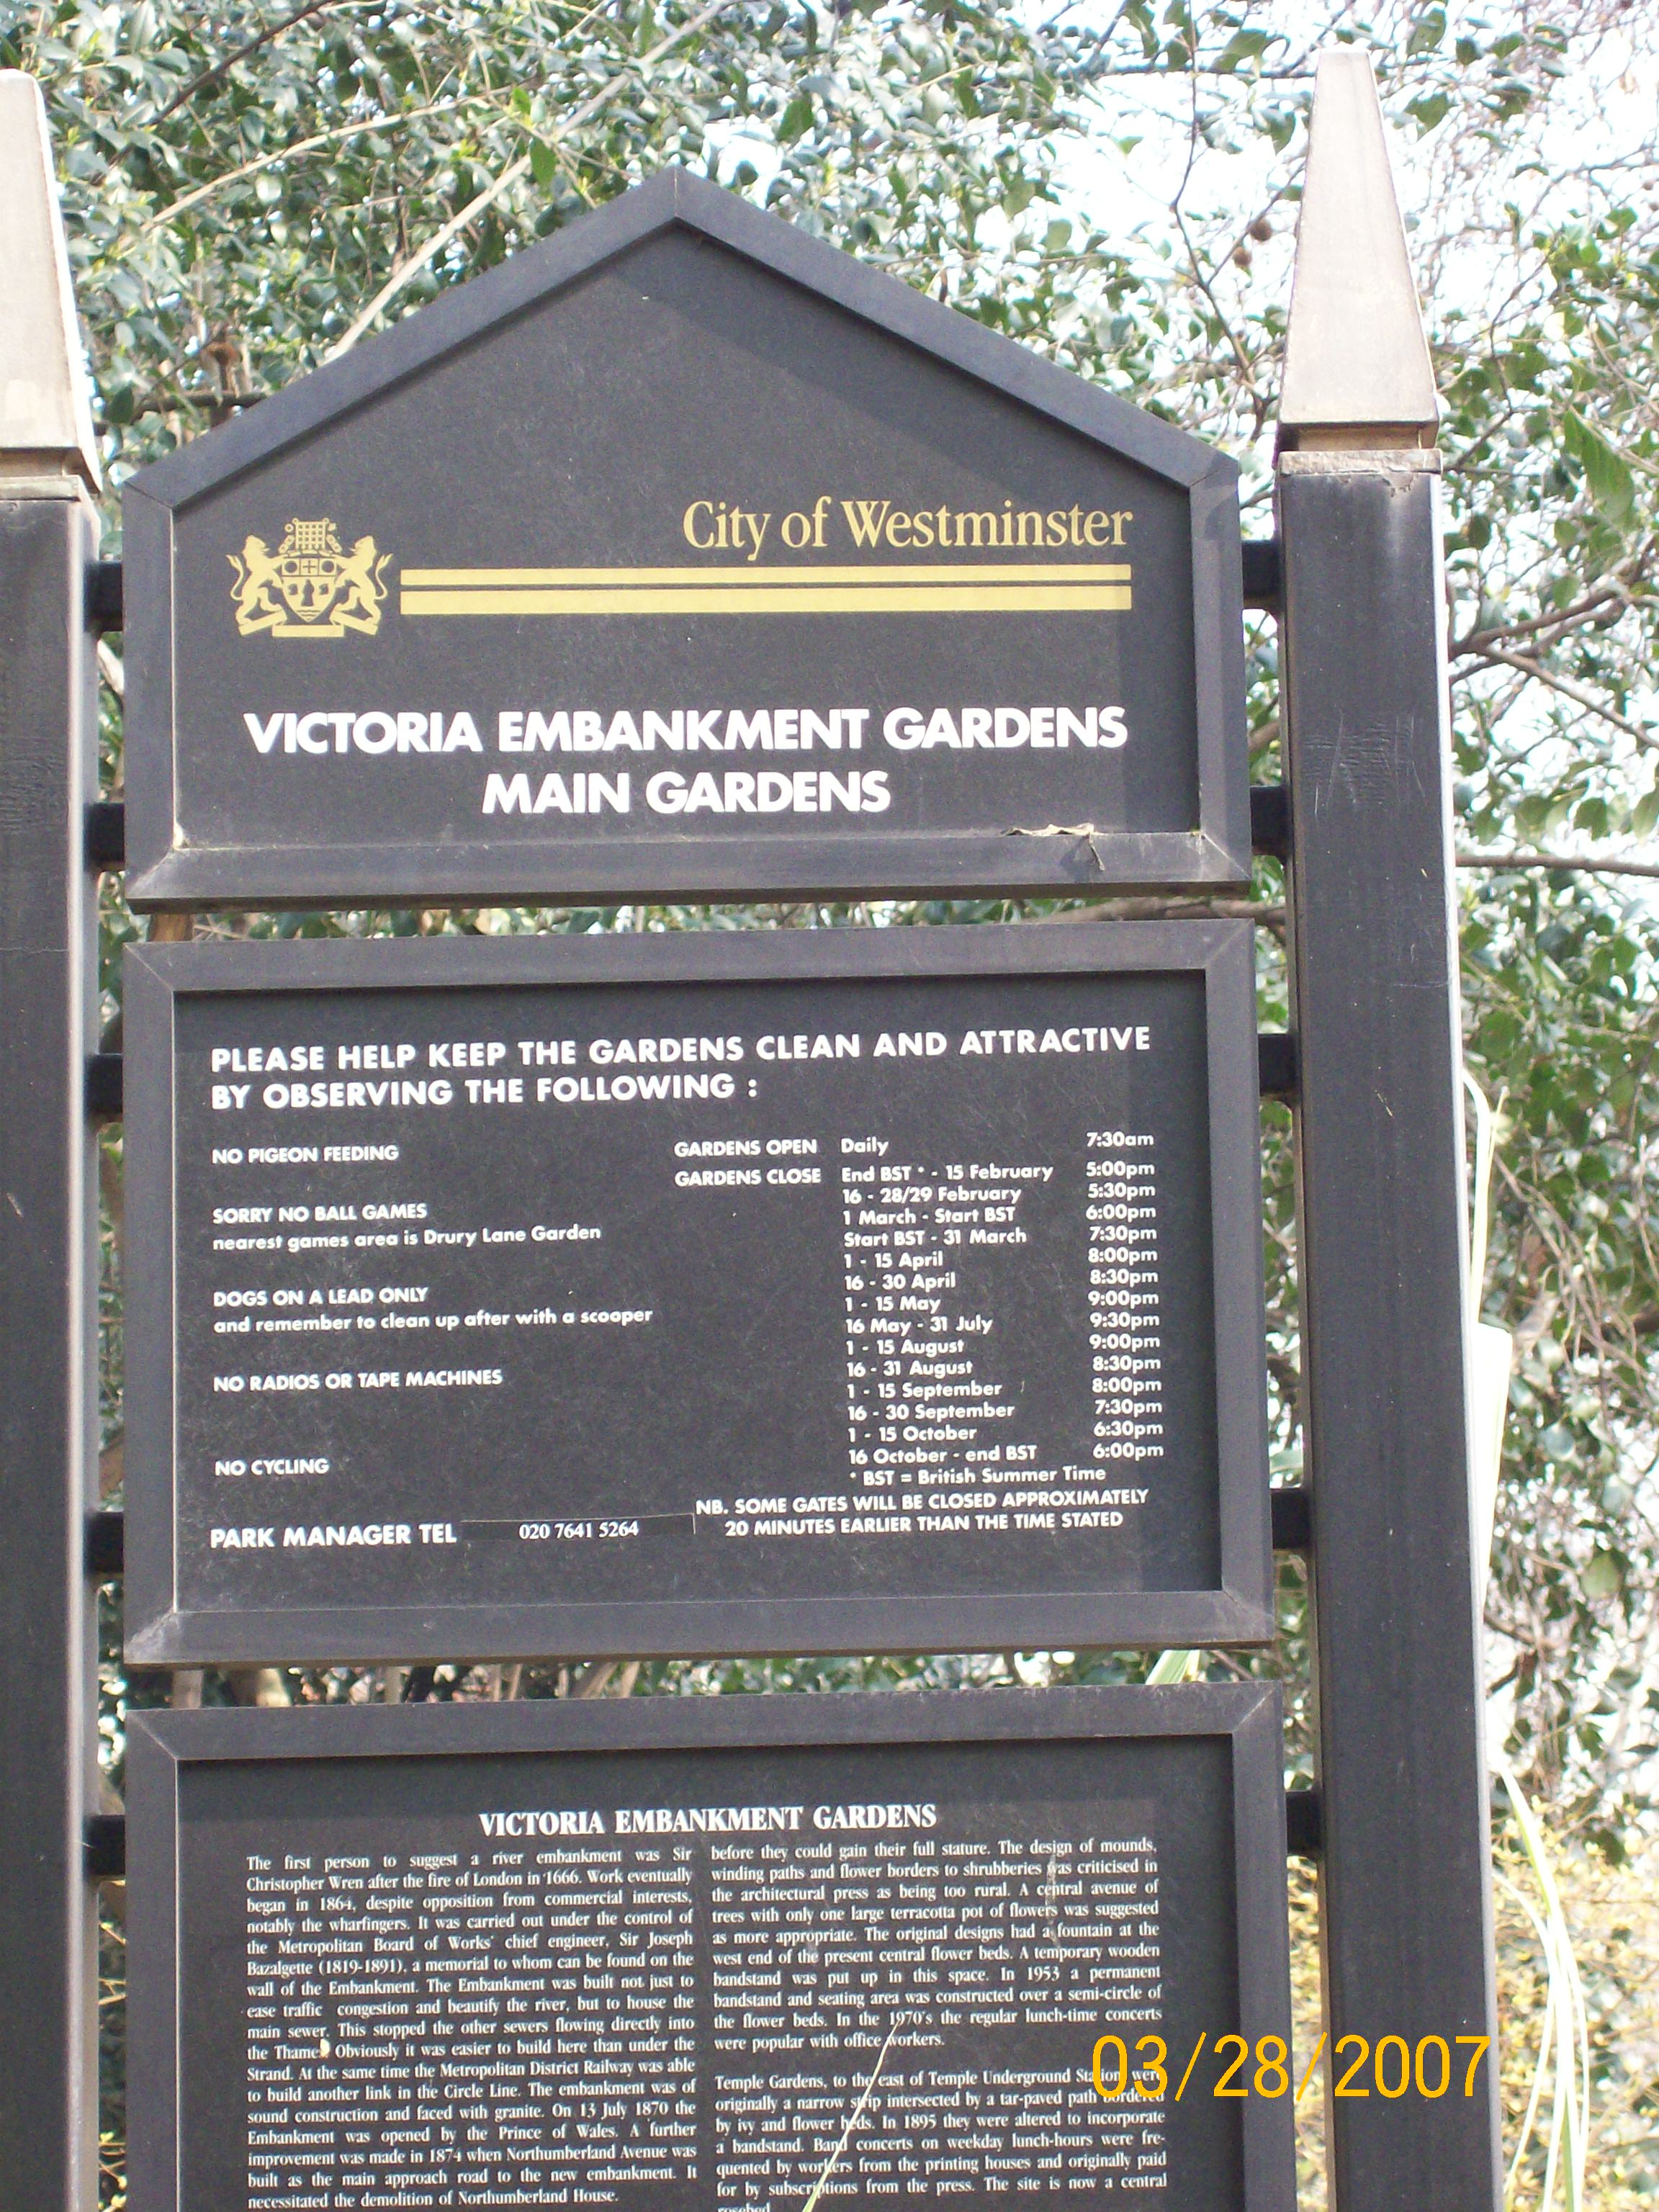 City of Westminster
VICTORIA EMBANKMENT GARDENS
MAIN GARDENS
PLEASE HELP KEEP THE GARDENS CLEAN AND ATTRACTIVE
BY OBSERVING THE FOLLOWING :
NO PIGEON FEEDING
SORRY NO BALL GAMES
nearest games area is Drury Lane Garden
DOGS ON A LEAD ONLY
and remember to clean up after with a scooper
NO RADIOS OR TAPE MACHINES
NO CYCLING
PARK MANAGER TEL 020 7641 5264
GARDENS OPEN Daily 7:30am
GARDENS CLOSE End BST * - 15 February 5:00pm
16 - 28/29 February 5:30pm
1 March - Start BST 6:00pm
Start BST - 31 March 7:30pm
1 - 15 April 8:00pm
16 - 30 April 8:30pm
1 - 15 May 9:00pm
16 May - 31 July 9:30pm
1 - 15 August 9:00pm
16 - 31 August 8:30pm
1 - 15 September 8:00pm
16 - 30 September 7:30pm
1 - 15 October 6:30pm
16 October - end BST 6:00pm
* BST = British Summer Time
NB. SOME GATES WILL BE CLOSED APPROXIMATELY
20 MINUTES EARLIER THAN THE TIME STATED
VICTORIA EMBANKMENT GARDENS
The first person to suggest a river embankment was Sir
Christopher Wren after the fire of London in 1666. Work eventually
began in 1864, despite opposition from commercial interests,
notably the wharfingers. It was carried out under the control of
the Metropolitan Board of Works' chief engineer, Sir Joseph
Bazalgette (1819-1891), a memorial to whom can be found on the
wall of the Embankment. The Embankment was built not just to
ease traffic congestion and beautify the river, but to house the
main sewer. This stopped the other sewers flowing directly into
the Thames. Obviously it was easier to build here than under the
Strand. At the same time the Metropolitan District Railway was able
to build another link in the Circle Line. The embankment was of
sound construction and faced with granite. On 13 July 1870 the
Embankment was opened by the Prince of Wales. A further
improvement was made in 1874 when Northumberland Avenue was
built as the main approach road to the new embankment. It
necessitated the demolition of Northumberland House.
before they could gain their full stature. The design of mounds,
winding paths and flower borders to shrubberies was criticised in
the architectural press as being too rural. A central avenue of
trees with only one large terracotta pot of flowers was suggested
as more appropriate. The original designs had a fountain at the
west end of the present central flower beds. A temporary wooden
bandstand was put up in this space. In 1953 a permanent
bandstand and seating area was constructed over a semi-circle of
the flower beds. In the 1970's the regular lunch-time concerts
were popular with office workers.
Temple Gardens, to the east of Temple Underground Station were
originally a narrow strip intersected by a tar-paved path bordered
by ivy and flower beds. In 1895 they were altered to incorporate
a bandstand. Band concerts on weekday lunch-hours were fre-
quented by workers from the printing houses and originally paid
for by subscriptions from the press. The site is now a central
rosebed
03/28/2007